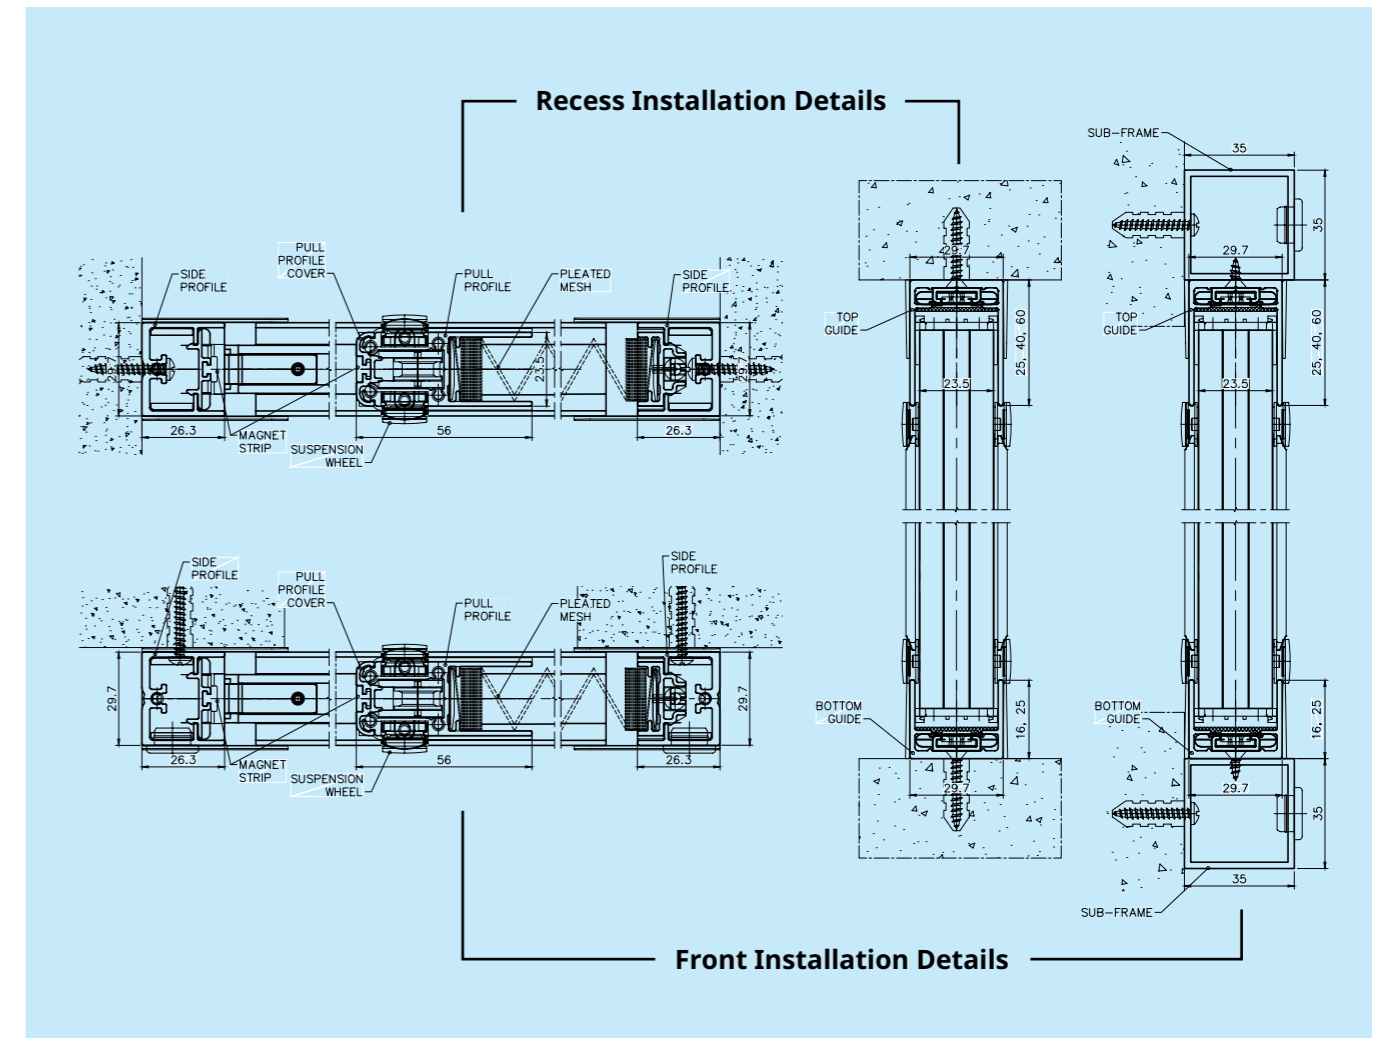 Recess Installation Details
PULL
PROFILE
COVER
SIDE
PROFILE
PULL
PROFILE
PLEATED
MESH
SIDE
PROFILE
29.7
23.5
29.7
26.3
MAGNET
STRIP
SUSPENSION
WHEEL
56
26.3
SIDE
PROFILE
PULL
PROFILE
COVER
PULL
PROFILE
PLEATED
MESH
SIDE
PROFILE
29.7
29.7
26.3
MAGNET
STRIP
SUSPENSION
WHEEL
56
26.3
29.7
TOP
GUIDE
25, 40, 60
23.5
BOTTOM
GUIDE
16, 25
29.7
SUB-FRAME
35
35
29.7
TOP
GUIDE
25, 40, 60
23.5
BOTTOM
GUIDE
16, 25
29.7
35
35
SUB-FRAME
Front Installation Details